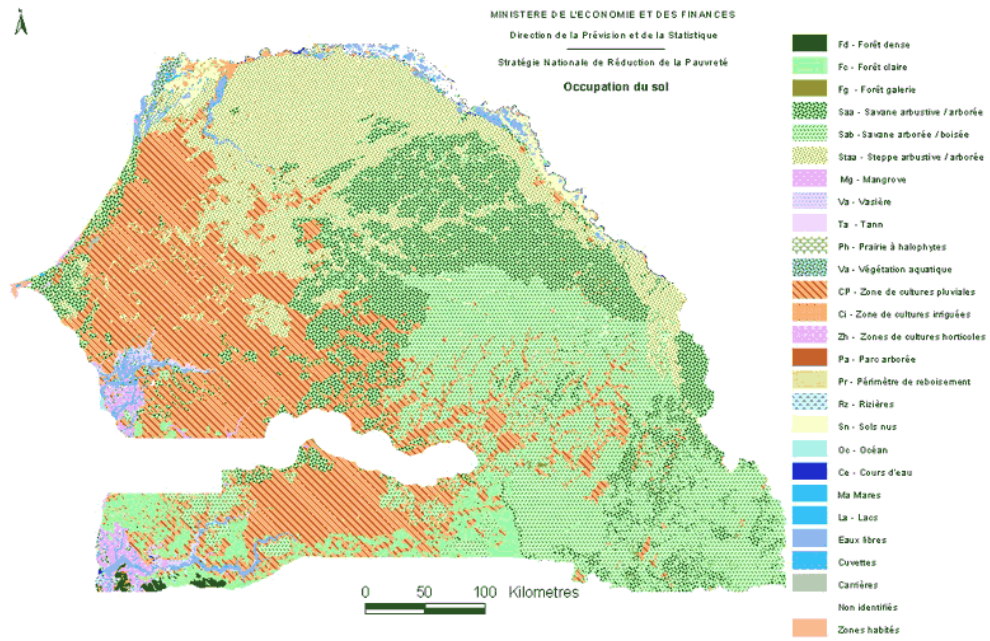 MINISTERE DE L'ECONOMIE ET DES FINANCES
Direction de la Prévision et de la Statistique
Stratégie Nationale de Réduction de la Pauvreté
Occupation du sol
Fd - Forêt dense
Fc - Forêt claire
Fg - Forêt galerie
Saa - Savane arbustive / arborée
Sab - Savane arborée / boisée
Staa - Steppe arbustive / arborée
Mg - Mangrove
Va - Vasière
Ta - Tann
Ph - Prairie à halophytes
Va - Végétation aquatique
CP - Zone de cultures pluviales
Ci - Zone de cultures irriguées
Zh - Zones de cultures horticoles
Pa - Parc arborée
Pr - Périmètre de reboisement
Rz - Rizières
Sn - Sols nus
Oc - Océan
Ce - Cours d'eau
Ma Mares
La - Lacs
Eaux libres
Cuvettes
Carrières
Non identifiés
Zones habités
0 50 100 Kilometres